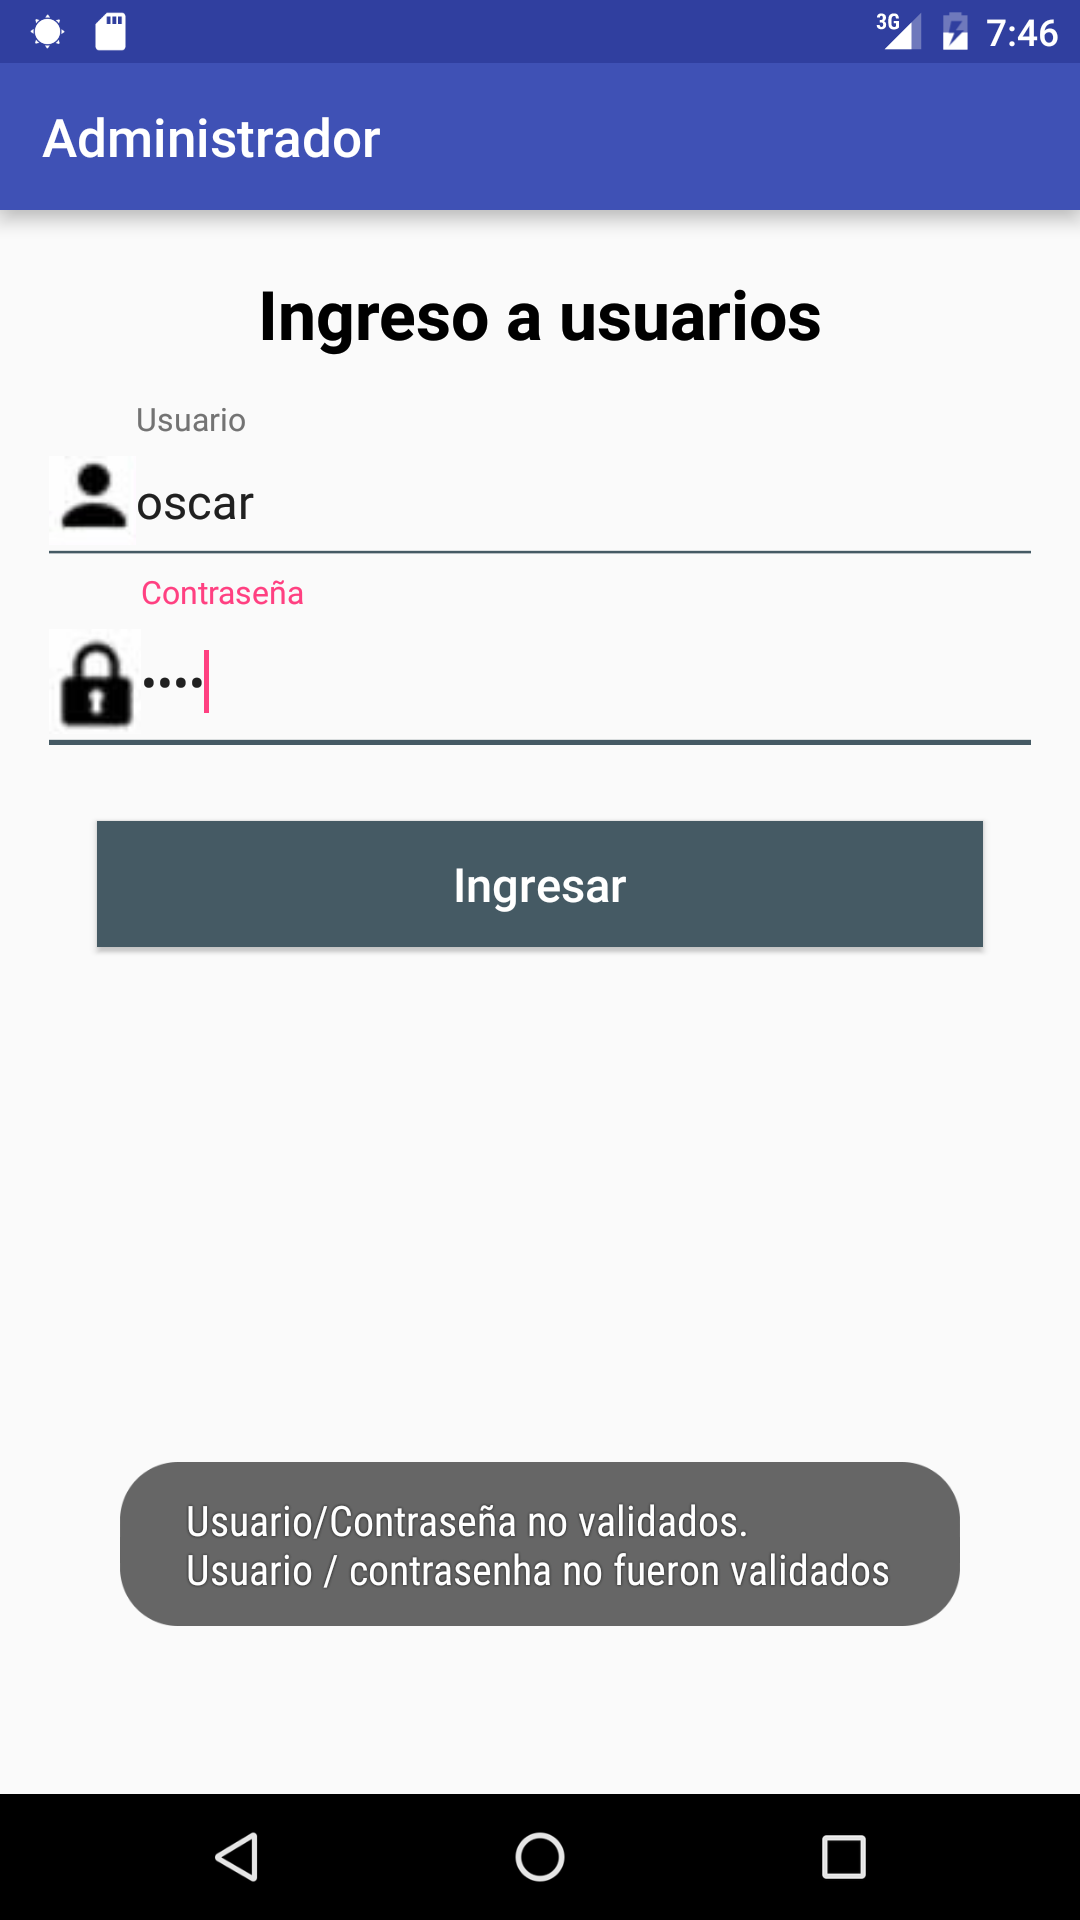 3G 7:46
Administrador
Ingreso a usuarios
Usuario
oscar
Contraseña
••••
Ingresar
Usuario/Contraseña no validados.
Usuario / contrasenha no fueron validados